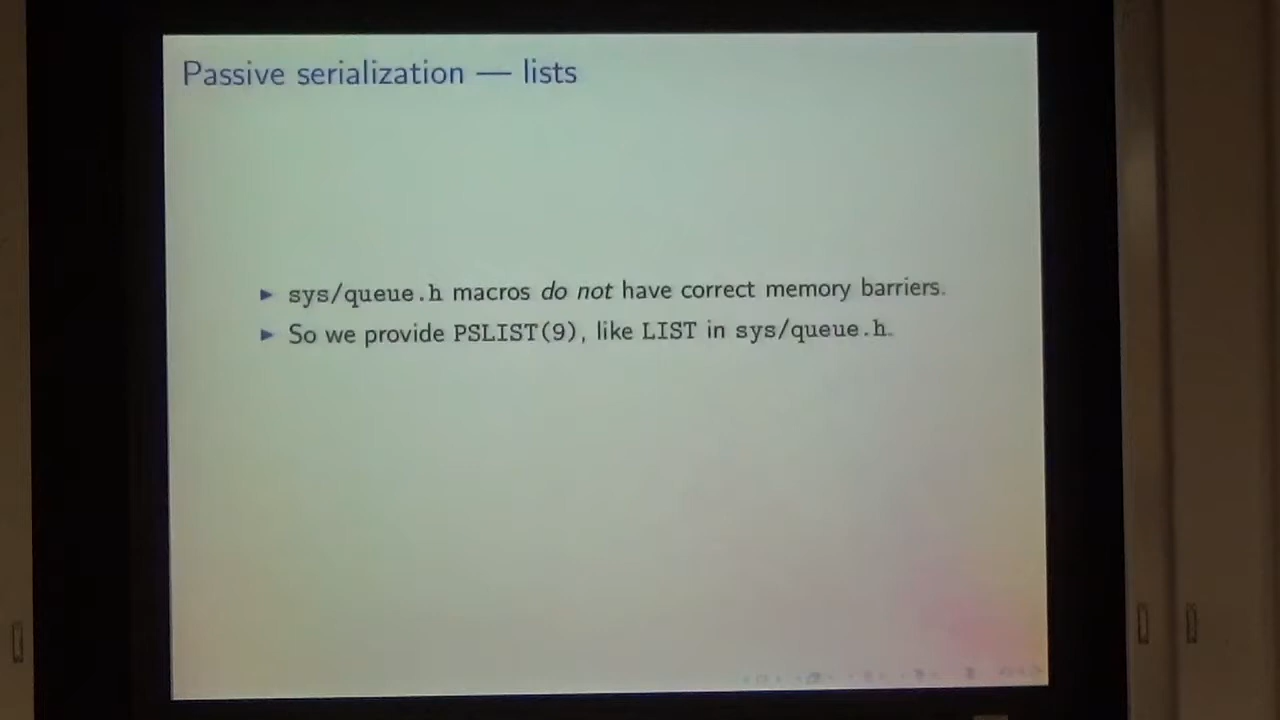 Passive serialization — lists
▶ sys/queue.h macros do not have correct memory barriers.
▶ So we provide PSLIST(9), like LIST in sys/queue.h.